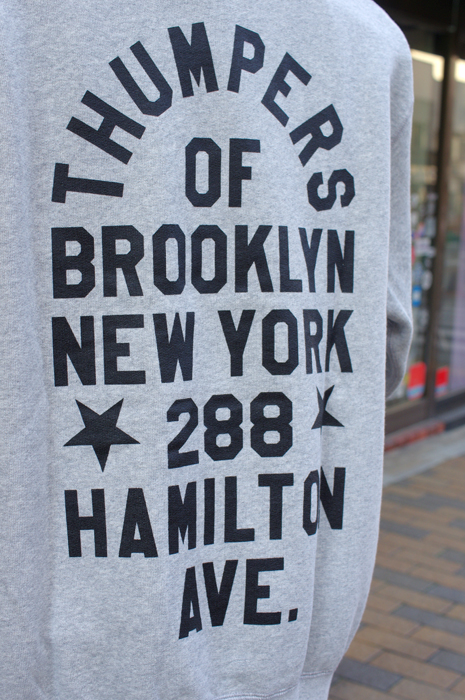 THUMPERS
OF
BROOKLYN
NEW YORK
★ 288 ★
HAMILTON
AVE.